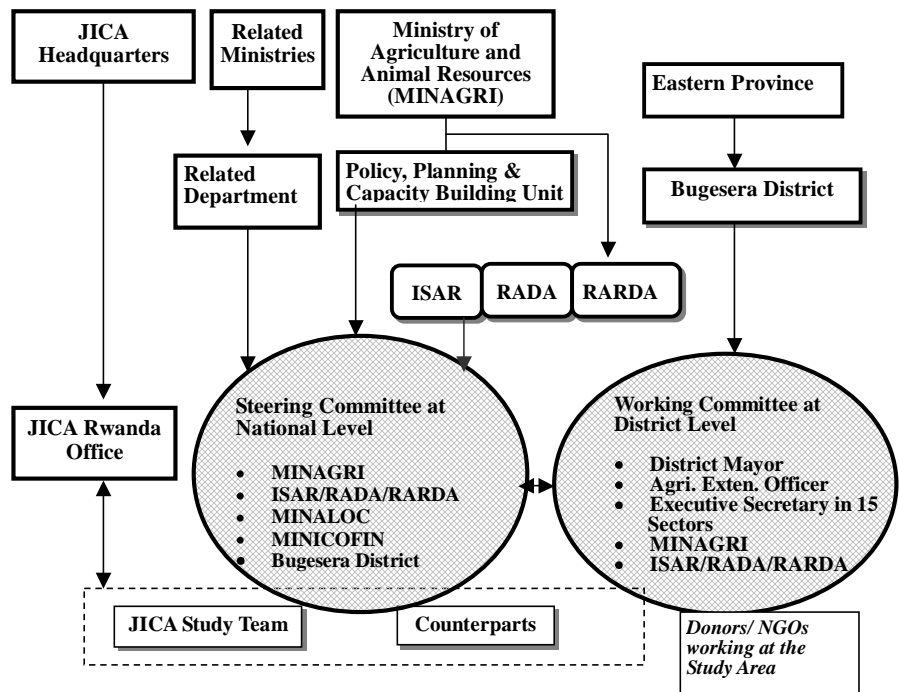 JICA
Headquarters
Related
Ministries
Ministry of
Agriculture and
Animal Resources
(MINAGRI)
Eastern Province
Related
Department
Policy, Planning &
Capacity Building Unit
Bugesera District
ISAR
RADA
RARDA
JICA Rwanda
Office
Steering Committee at
National Level
• MINAGRI
• ISAR/RADA/RARDA
• MINALOC
• MINICOFIN
• Bugesera District
Working Committee at
District Level
• District Mayor
• Agri. Exten. Officer
• Executive Secretary in 15
Sectors
• MINAGRI
• ISAR/RADA/RARDA
JICA Study Team
Counterparts
Donors/ NGOs
working at the
Study Area